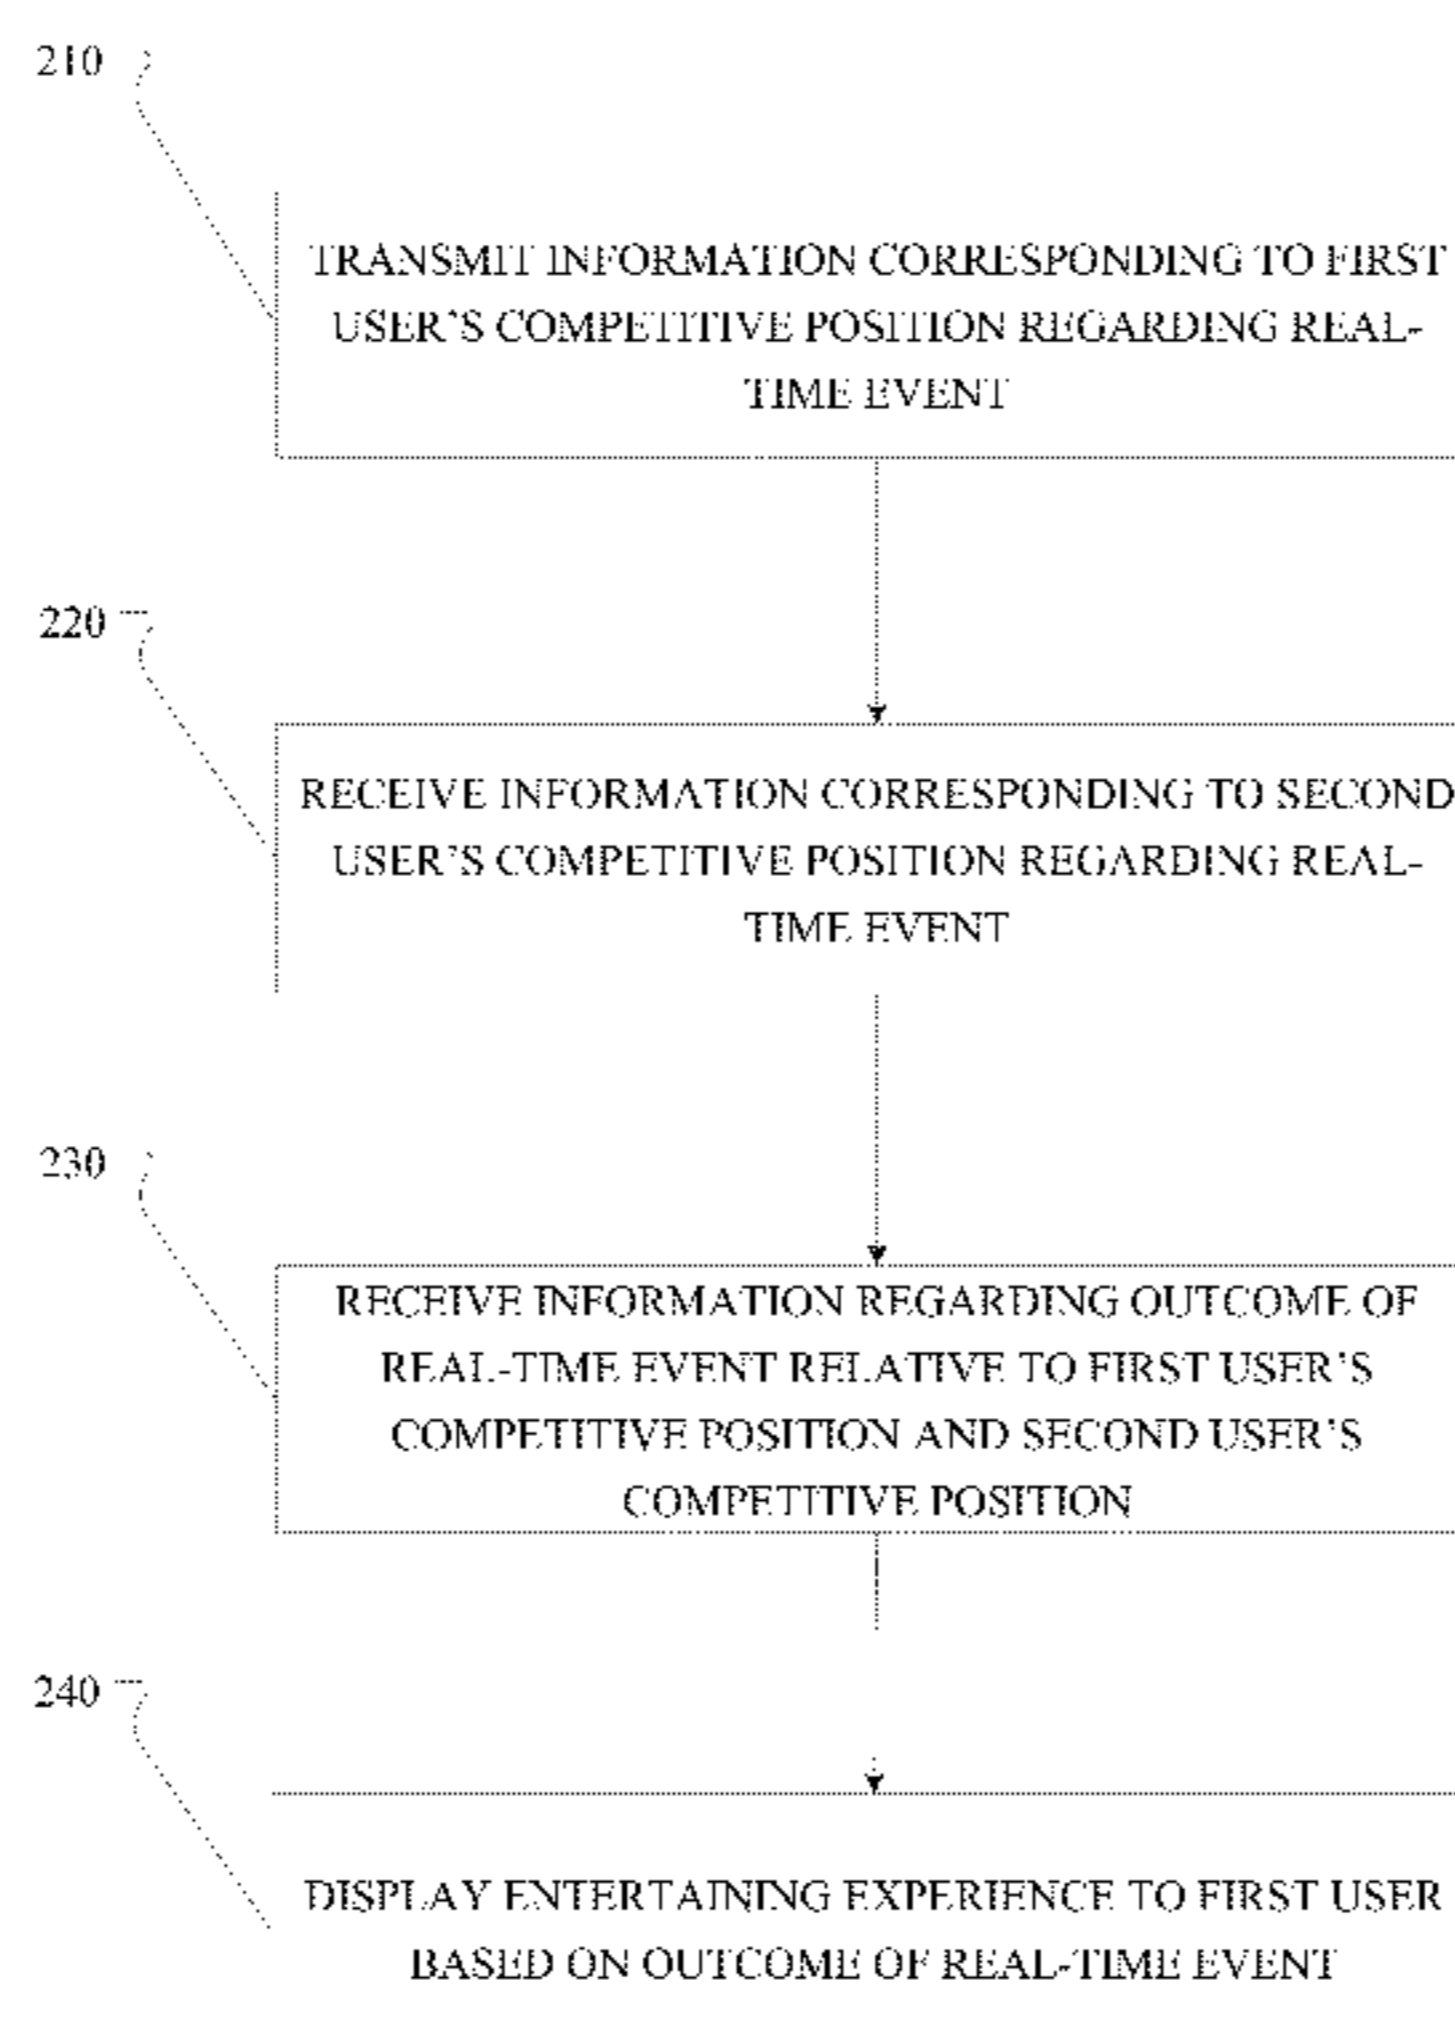 210
TRANSMIT INFORMATION CORRESPONDING TO FIRST
USER'S COMPETITIVE POSITION REGARDING REAL-
TIME EVENT
220
RECEIVE INFORMATION CORRESPONDING TO SECOND
USER'S COMPETITIVE POSITION REGARDING REAL-
TIME EVENT
230
RECEIVE INFORMATION REGARDING OUTCOME OF
REAL-TIME EVENT RELATIVE TO FIRST USER'S
COMPETITIVE POSITION AND SECOND USER'S
COMPETITIVE POSITION
240
DISPLAY ENTERTAINING EXPERIENCE TO FIRST USER
BASED ON OUTCOME OF REAL-TIME EVENT